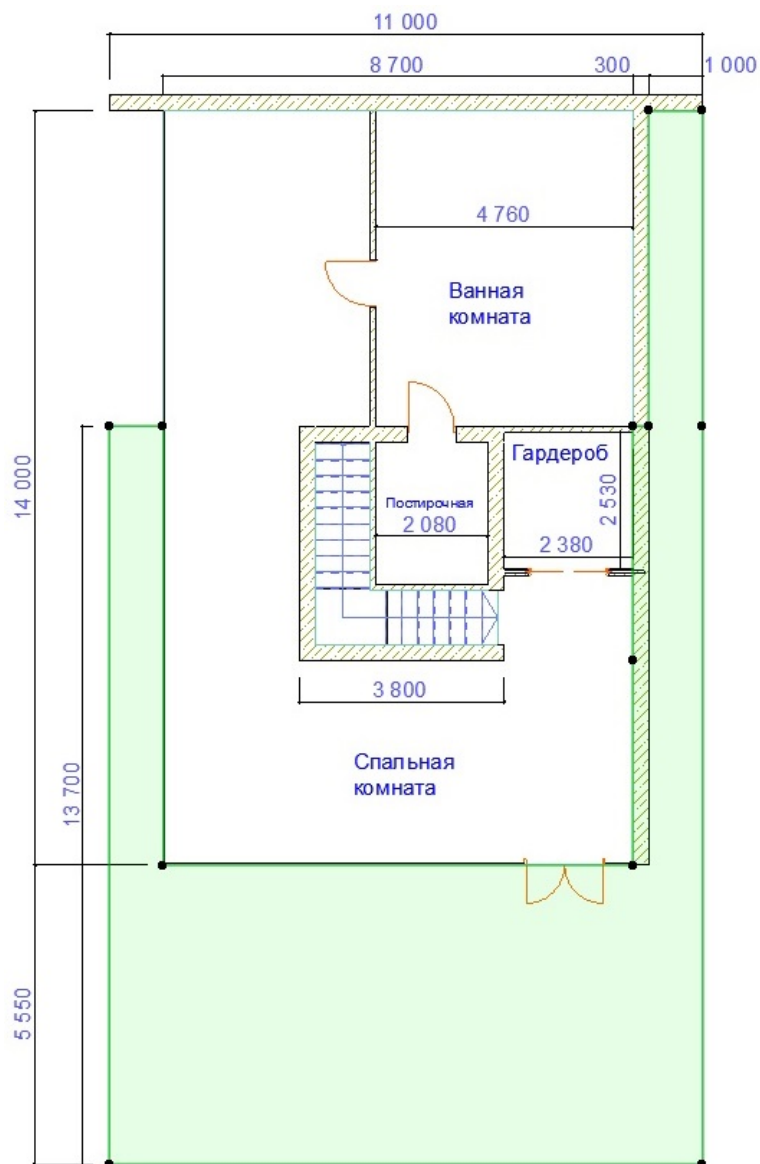 11 000
8 700
300
1 000
4 760
Ванная
комната
14 000
Гардероб
2 530
Постирочная
2 080
2 380
3 800
Спальная
комната
13 700
5 550